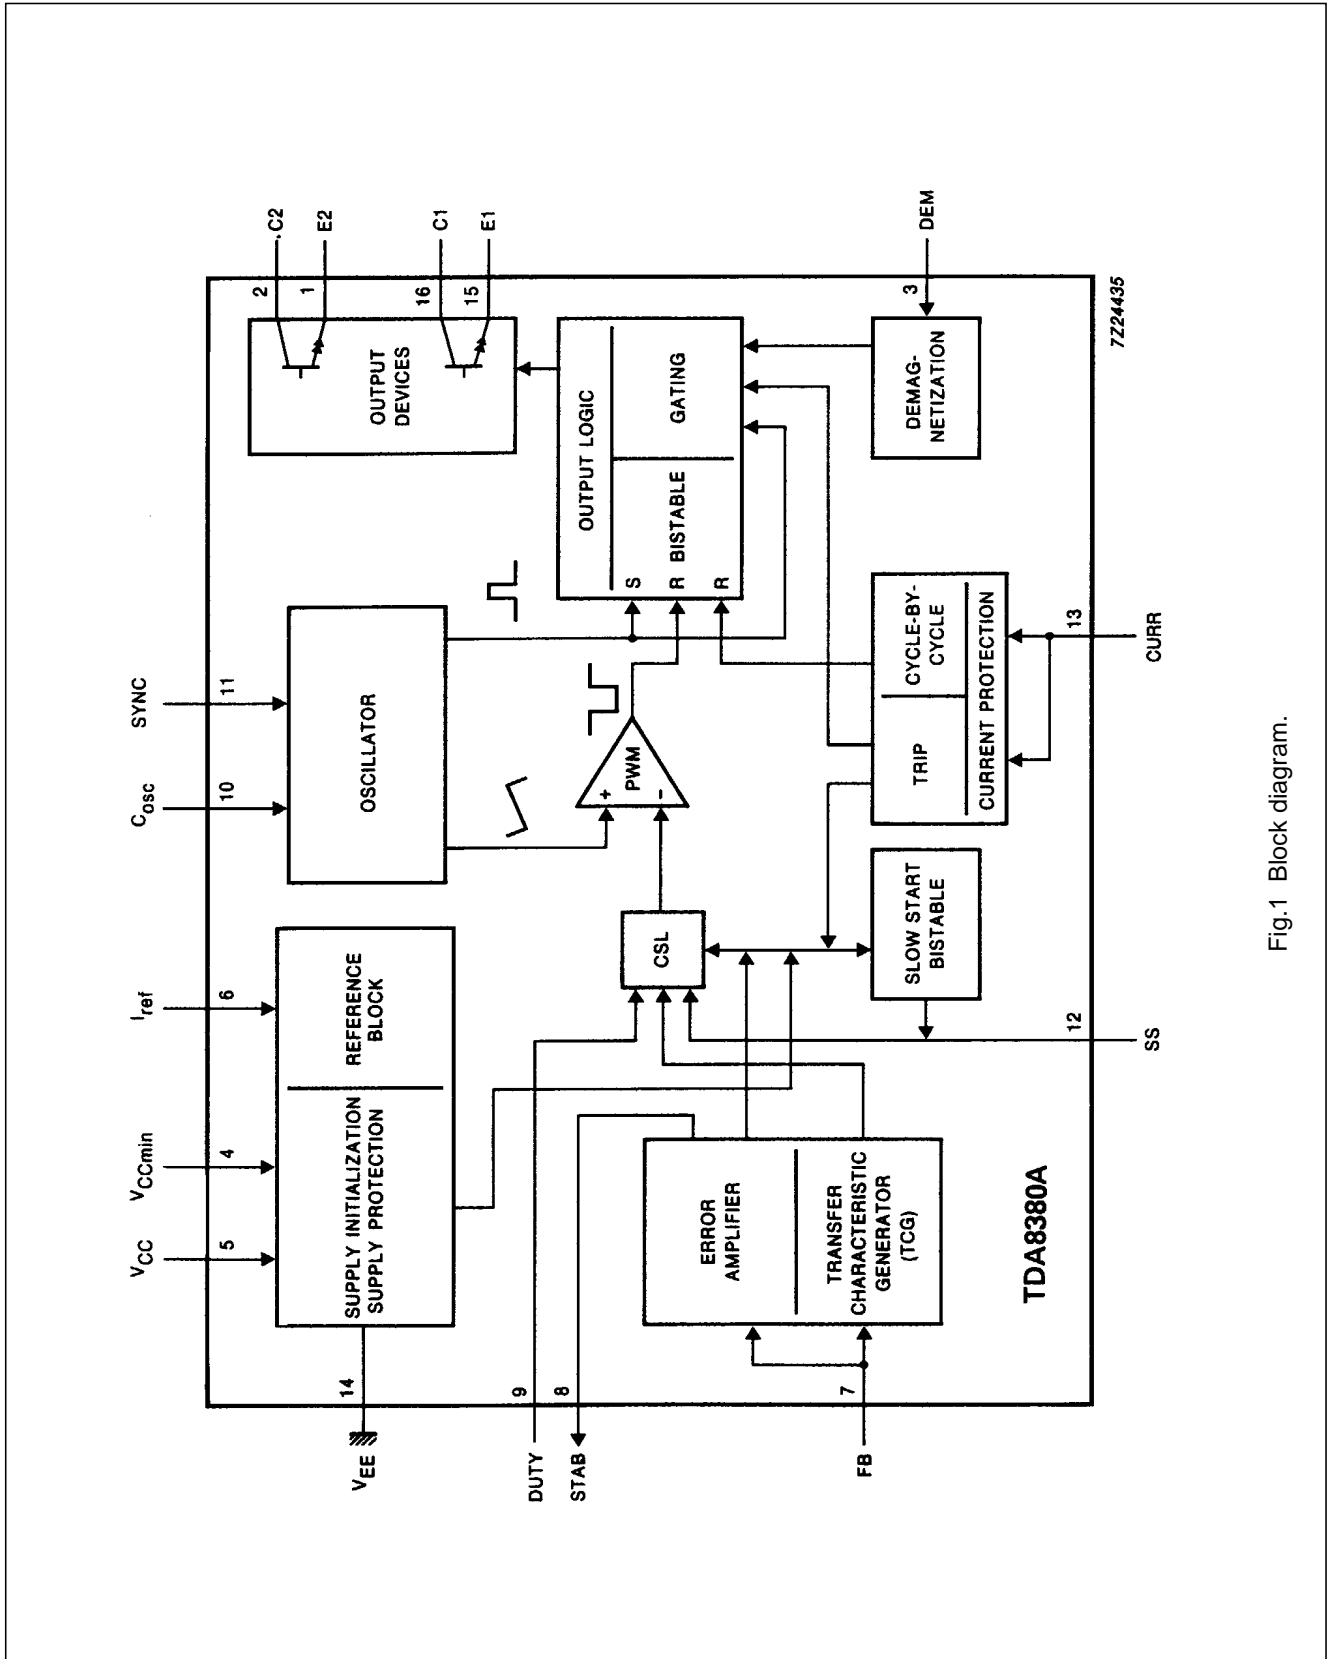 VCC
VCCmin
Iref
Cosc
SYNC
5
4
6
10
11
VEE
14
SUPPLY INITIALIZATION
SUPPLY PROTECTION
REFERENCE
BLOCK
OSCILLATOR
OUTPUT
DEVICES
2
.C2
1
E2
16
C1
15
E1
DUTY
9
STAB
8
CSL
+
-
PWM
OUTPUT LOGIC
S
R
R
BISTABLE
GATING
ERROR
AMPLIFIER
TRANSFER
CHARACTERISTIC
GENERATOR
(TCG)
FB
7
SLOW START
BISTABLE
TRIP
CYCLE-BY-
CYCLE
CURRENT PROTECTION
DEMAG-
NETIZATION
3
DEM
TDA8380A
12
SS
13
CURR
7Z24435
Fig.1 Block diagram.